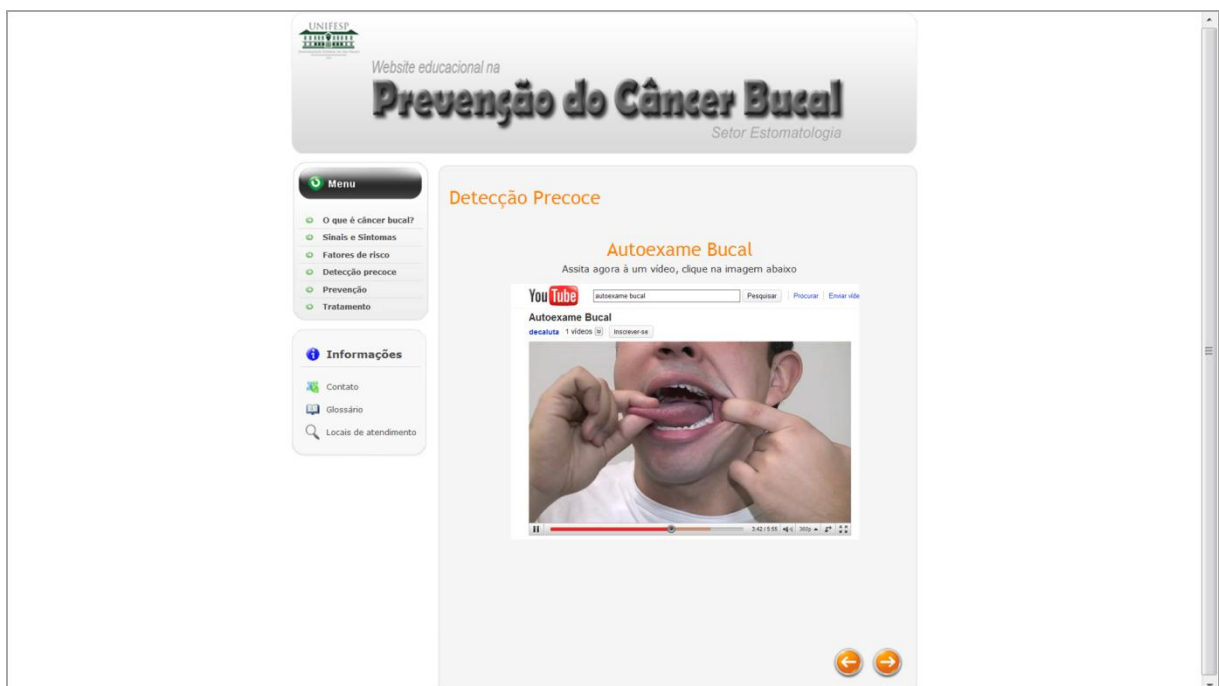 UNIFESP
Website educacional na
Prevenção do Câncer Bucal
Setor Estomatologia
Menu
O que é câncer bucal?
Sinais e Sintomas
Fatores de risco
Detecção precoce
Prevenção
Tratamento
Informações
Contato
Glossário
Locais de atendimento
Detecção Precoce
Autoexame Bucal
Assita agora à um vídeo, clique na imagem abaixo
YouTube autoexame bucal Pesquisar Procurar Enviar víde
Autoexame Bucal
decaluta 1 vídeos Inscrever-se
3:42 / 5:55 360p